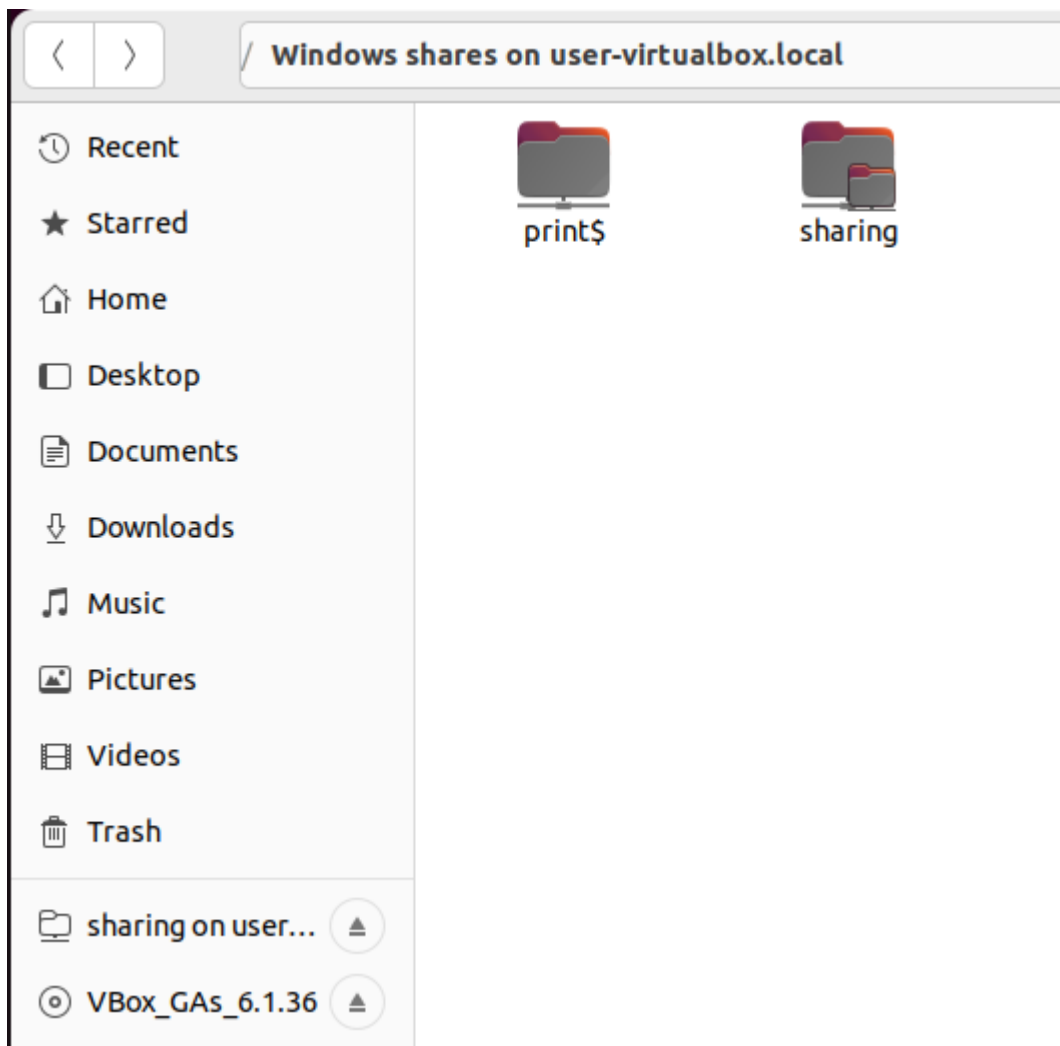 / Windows shares on user-virtualbox.local
Recent
Starred
Home
Desktop
Documents
Downloads
Music
Pictures
Videos
Trash
sharing on user...
VBox_GAs_6.1.36
print$
sharing